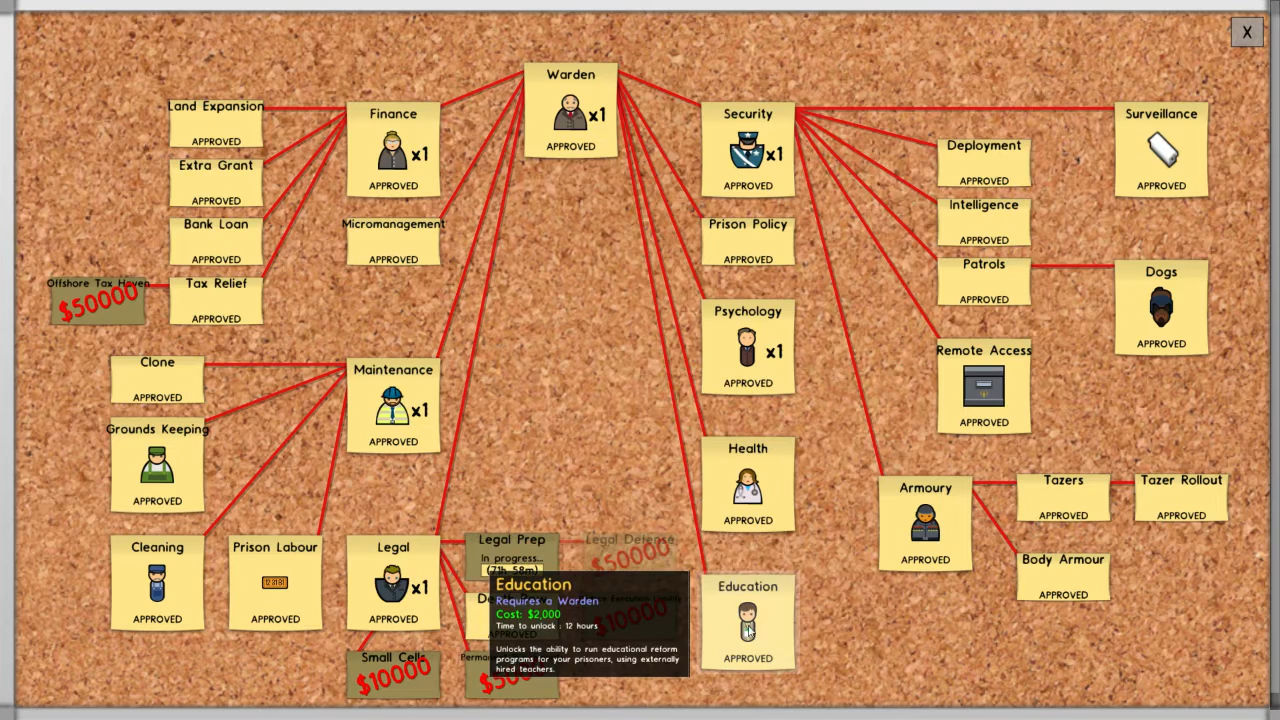 X
Warden
x1
APPROVED
Land Expansion
APPROVED
Finance
x1
APPROVED
Security
x1
APPROVED
Surveillance
APPROVED
Extra Grant
APPROVED
Deployment
APPROVED
Bank Loan
APPROVED
Micromanagement
APPROVED
Prison Policy
APPROVED
Intelligence
APPROVED
Offshore Tax Haven
$50000
Tax Relief
APPROVED
Patrols
APPROVED
Dogs
APPROVED
Psychology
x1
APPROVED
Remote Access
APPROVED
Clone
APPROVED
Maintenance
x1
APPROVED
Grounds Keeping
APPROVED
Health
APPROVED
Armoury
APPROVED
Tazers
APPROVED
Tazer Rollout
APPROVED
Body Armour
APPROVED
Cleaning
APPROVED
Prison Labour
APPROVED
Legal
x1
APPROVED
Legal Prep
In progress...
(71h 58m)
Legal Defense
$50000
$10000
APPROVED
Education
Requires a Warden
Cost: $2,000
Time to unlock : 12 hours
Unlocks the ability to run educational reform
programs for your prisoners, using externally
hired teachers.
Education
APPROVED
Small Cells
$10000